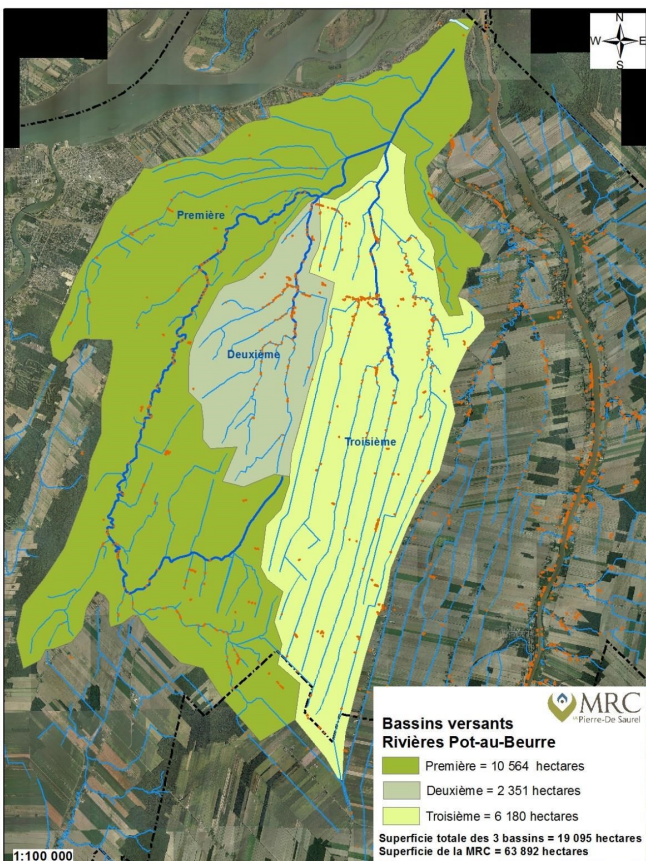 N
W E
S
Première
Deuxième
Troisième
MRC
Pierre-De Saurel
Bassins versants
Rivières Pot-au-Beurre
Première = 10 564 hectares
Deuxième = 2 351 hectares
Troisième = 6 180 hectares
Superficie totale des 3 bassins = 19 095 hectares
Superficie de la MRC = 63 892 hectares
1:100 000